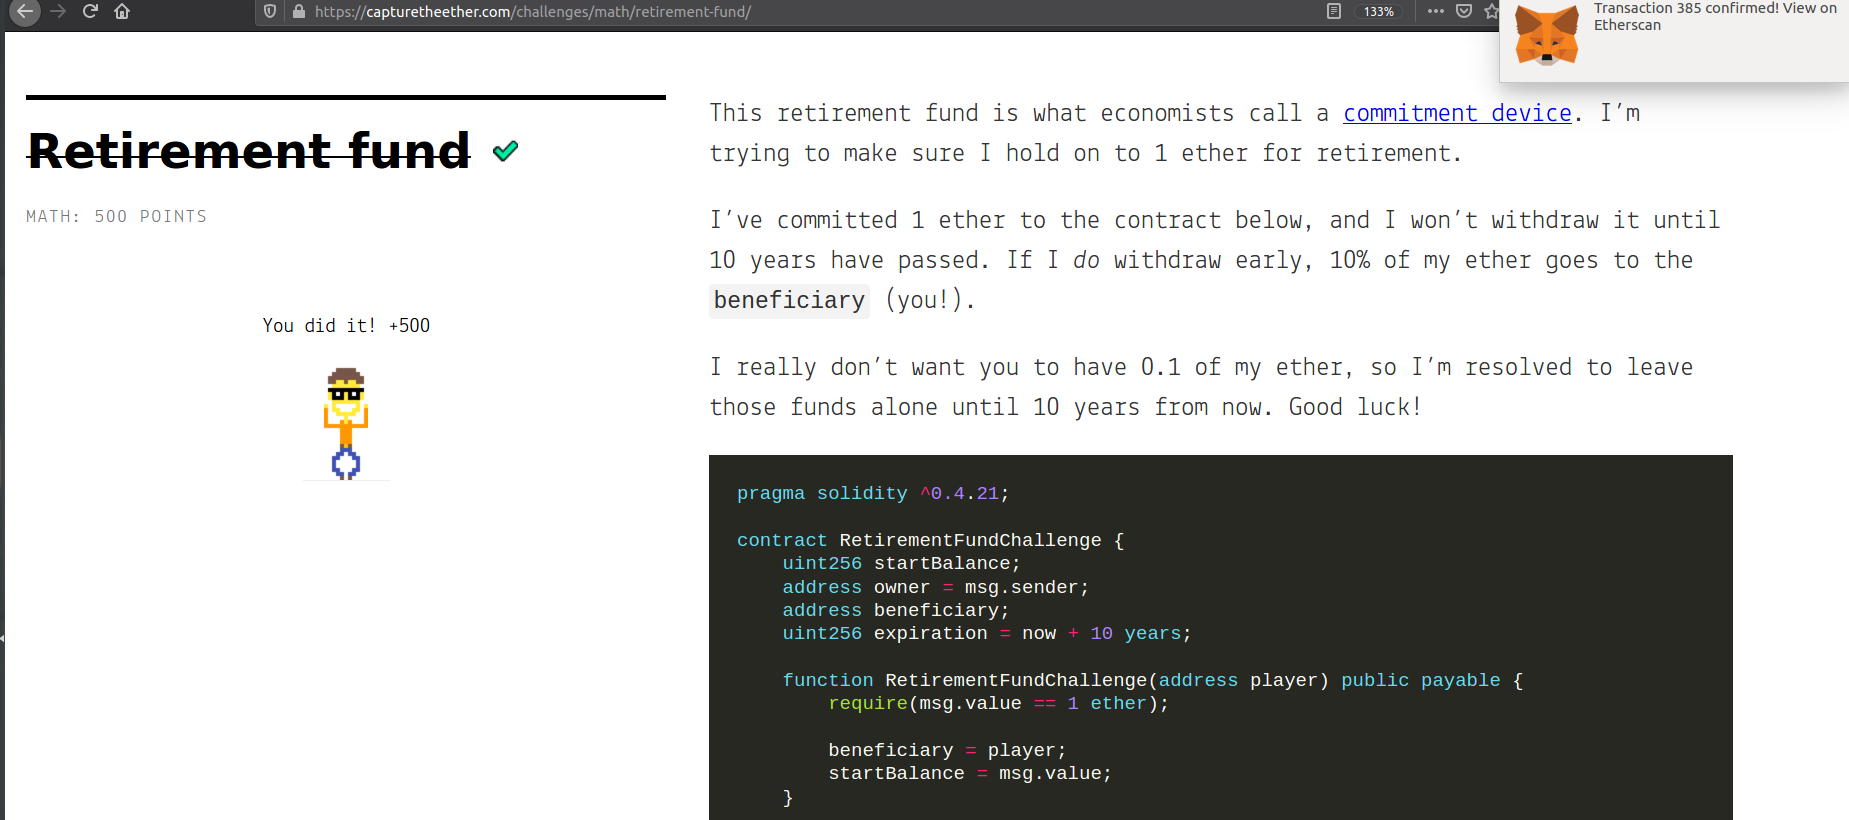 https://capturetheether.com/challenges/math/retirement-fund/
133%
Transaction 385 confirmed! View on
Etherscan
Retirement fund
MATH: 500 POINTS
You did it! +500
This retirement fund is what economists call a commitment device. I'm
trying to make sure I hold on to 1 ether for retirement.
I've committed 1 ether to the contract below, and I won't withdraw it until
10 years have passed. If I do withdraw early, 10% of my ether goes to the
beneficiary (you!).
I really don't want you to have 0.1 of my ether, so I'm resolved to leave
those funds alone until 10 years from now. Good luck!
pragma solidity ^0.4.21;
contract RetirementFundChallenge {
uint256 startBalance;
address owner = msg.sender;
address beneficiary;
uint256 expiration = now + 10 years;
function RetirementFundChallenge(address player) public payable {
require(msg.value == 1 ether);
beneficiary = player;
startBalance = msg.value;
}